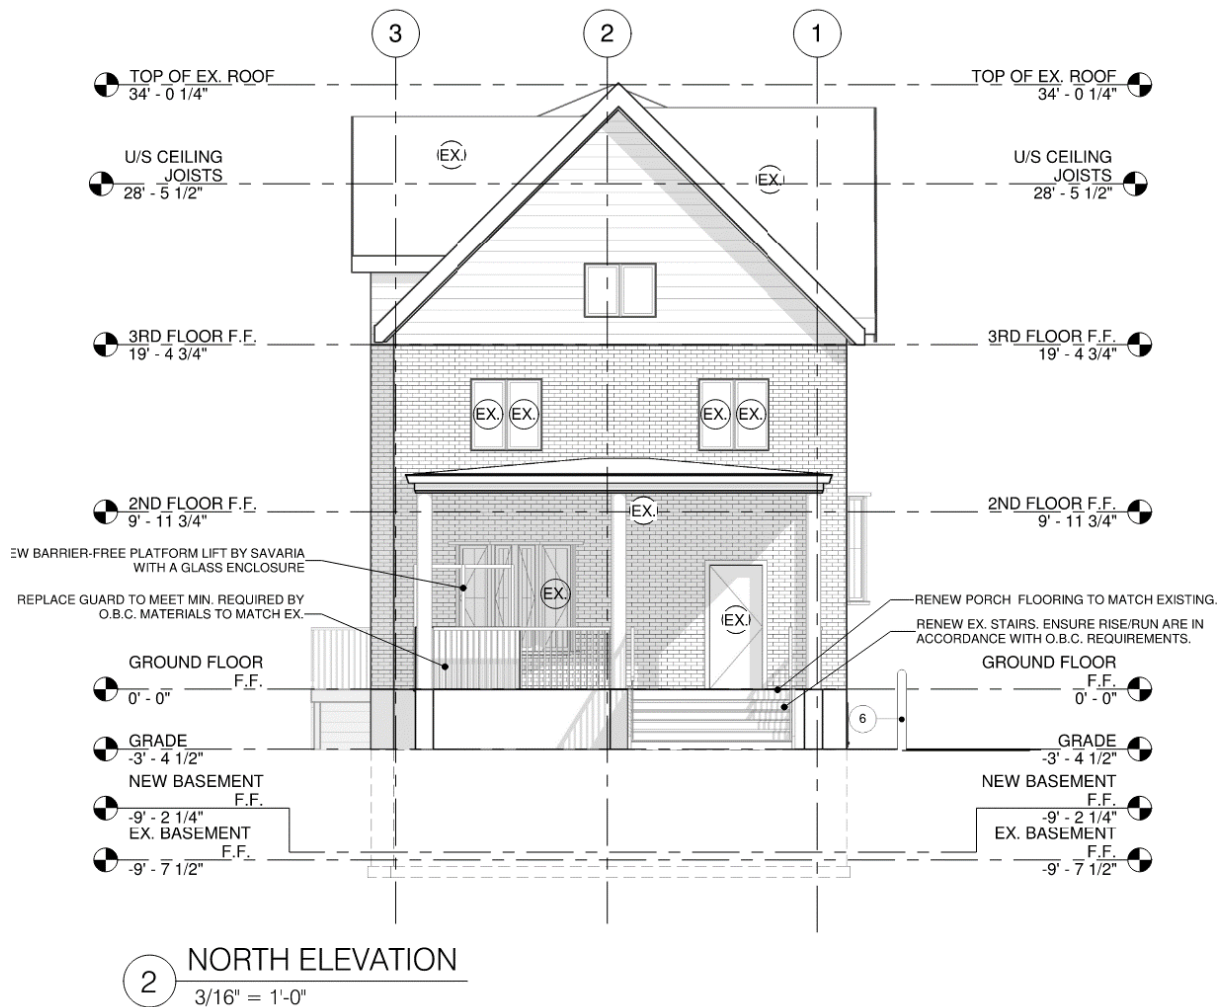 3
2
1
TOP OF EX. ROOF
34' - 0 1/4"
TOP OF EX. ROOF
34' - 0 1/4"
U/S CEILING
JOISTS
28' - 5 1/2"
U/S CEILING
JOISTS
28' - 5 1/2"
EX.
EX.
3RD FLOOR F.F.
19' - 4 3/4"
3RD FLOOR F.F.
19' - 4 3/4"
EX.
EX.
EX.
EX.
2ND FLOOR F.F.
9' - 11 3/4"
EX.
2ND FLOOR F.F.
9' - 11 3/4"
EW BARRIER-FREE PLATFORM LIFT BY SAVARIA
WITH A GLASS ENCLOSURE
REPLACE GUARD TO MEET MIN. REQUIRED BY
O.B.C. MATERIALS TO MATCH EX.
EX.
EX.
RENEW PORCH FLOORING TO MATCH EXISTING.
RENEW EX. STAIRS. ENSURE RISE/RUN ARE IN
ACCORDANCE WITH O.B.C. REQUIREMENTS.
GROUND FLOOR
F.F.
0' - 0"
GROUND FLOOR
F.F.
0' - 0"
6
GRADE
-3' - 4 1/2"
GRADE
-3' - 4 1/2"
NEW BASEMENT
F.F.
-9' - 2 1/4"
NEW BASEMENT
F.F.
-9' - 2 1/4"
EX. BASEMENT
F.F.
-9' - 7 1/2"
EX. BASEMENT
F.F.
-9' - 7 1/2"
2
NORTH ELEVATION
3/16" = 1'-0"